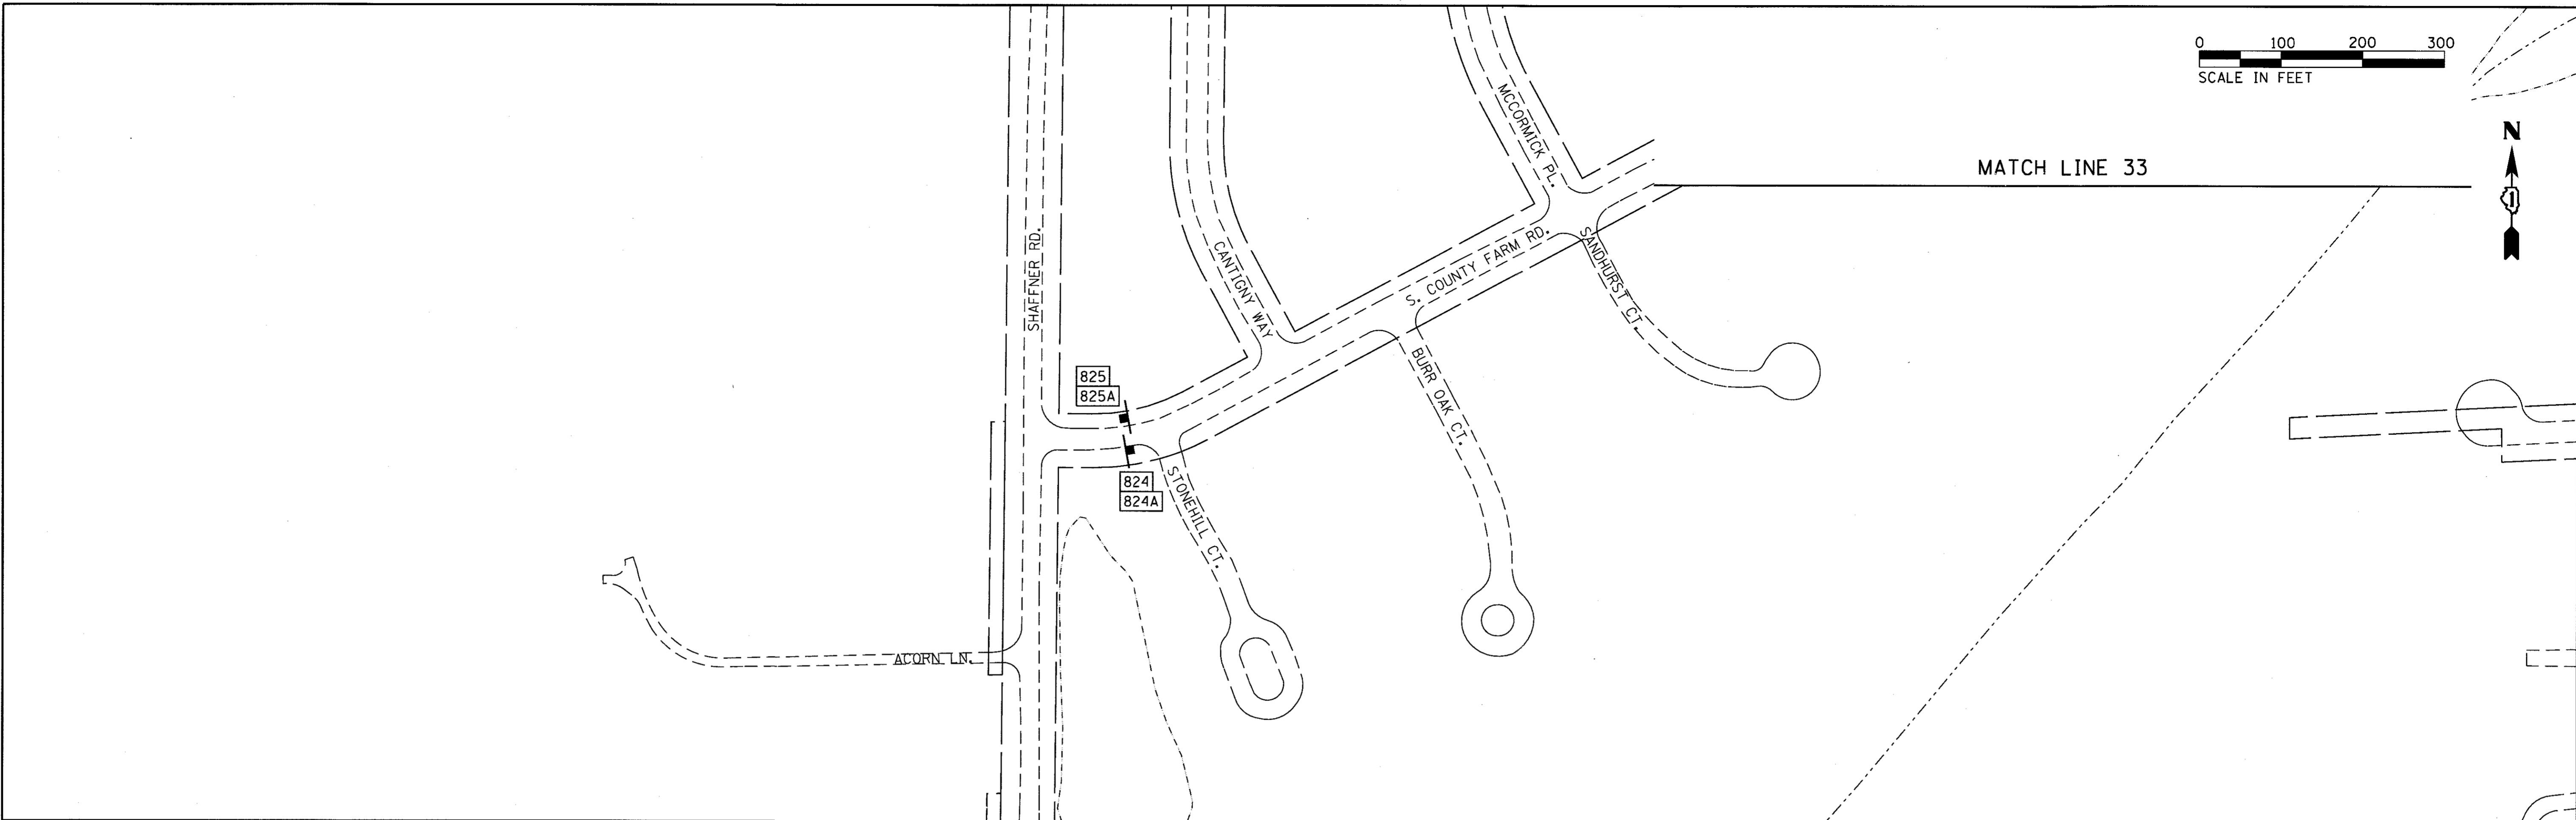 0 100 200 300
SCALE IN FEET
N
1
MATCH LINE 33
MCCORMICK PL.
SHAFFNER RD.
CANTIGNY WAY
S. COUNTY FARM RD.
SANDHURST CT.
BURR OAK CT.
825
825A
824
824A
STONEHILL CT.
ACORN LN.